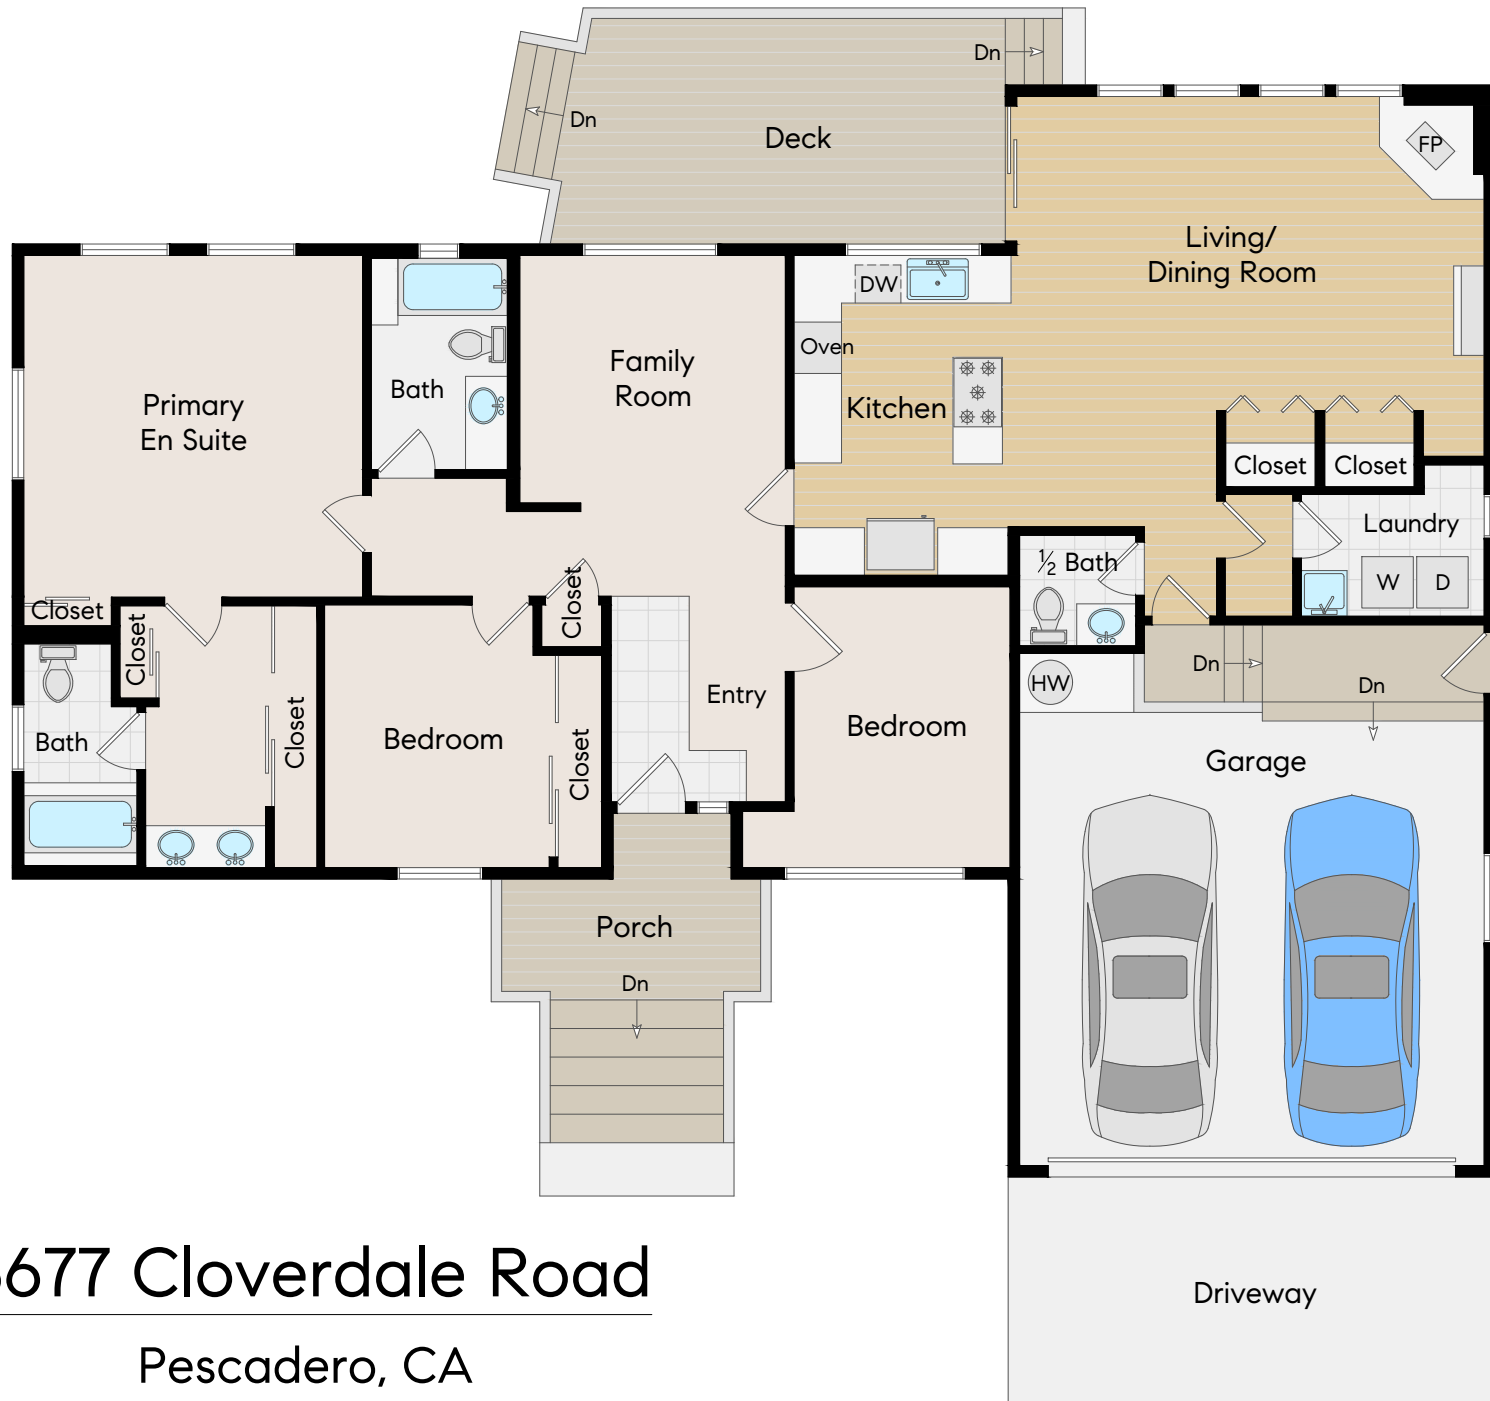 Dn
Dn
Deck
FP
Living/
Dining Room
DW
Oven
Family
Room
Bath
Primary
En Suite
Kitchen
Closet
Closet
Laundry
½ Bath
W
D
Closet
Closet
Closet
HW
Dn
Dn
Entry
Bedroom
Bedroom
Bath
Closet
Closet
Garage
Porch
Dn
677 Cloverdale Road
Pescadero, CA
Driveway